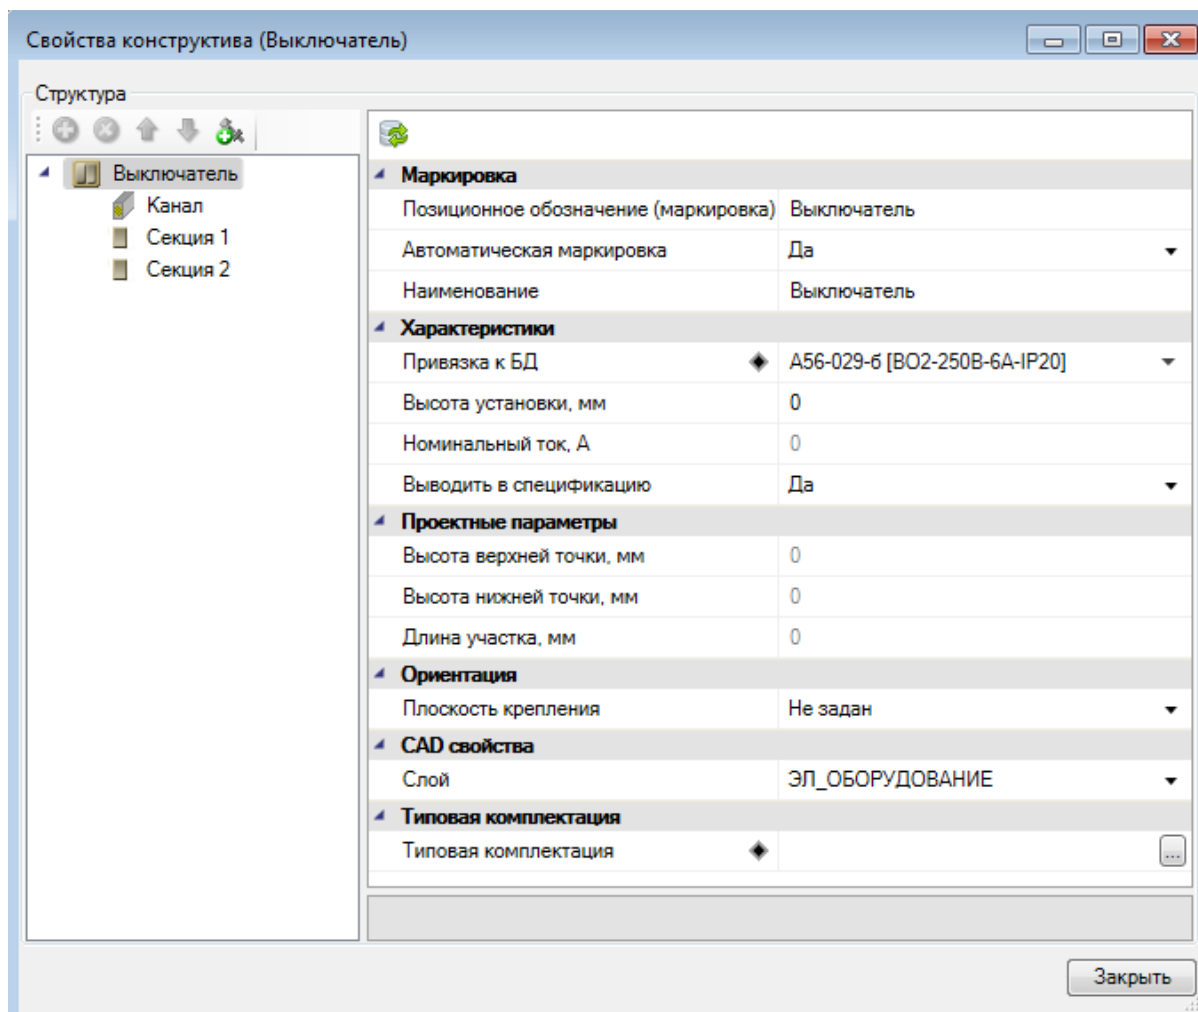 Свойства конструктива (Выключатель)
Структура
Выключатель
Канал
Секция 1
Секция 2
Маркировка
Позиционное обозначение (маркировка) Выключатель
Автоматическая маркировка Да
Наименование Выключатель
Характеристики
Привязка к БД A56-029-б [ВО2-250В-6А-IP20]
Высота установки, мм 0
Номинальный ток, А 0
Выводить в спецификацию Да
Проектные параметры
Высота верхней точки, мм 0
Высота нижней точки, мм 0
Длина участка, мм 0
Ориентация
Плоскость крепления Не задан
CAD свойства
Слой ЭЛ_ОБОРУДОВАНИЕ
Типовая комплектация
Типовая комплектация ...
Закрыть